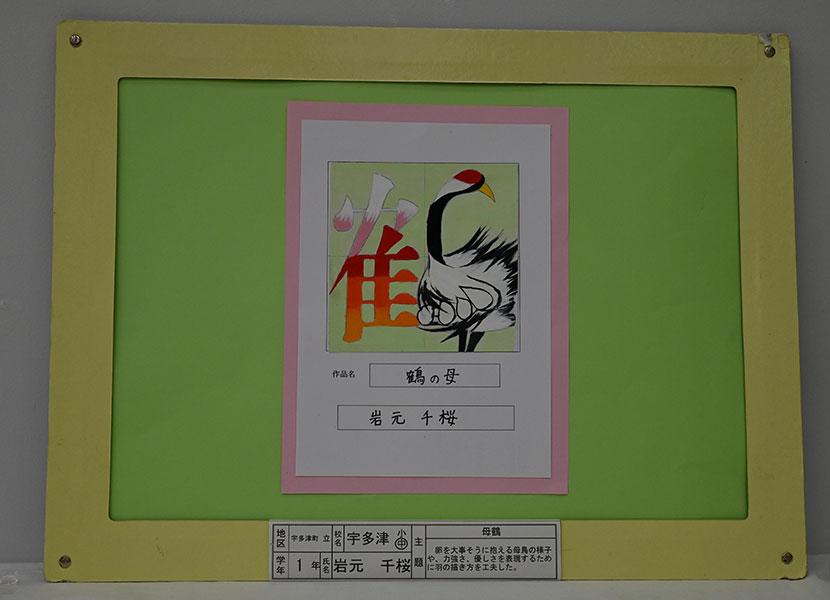 鶴
作品名 鶴の母
岩元 千桜
地区 宇多津町 立 校名 宇多津 小 中 主題 母鶴
学年 1年 氏名 岩元 千桜
卵を大事そうに抱える母鳥の様子
や、力強さ、優しさを表現するため
に羽の描き方を工夫した。